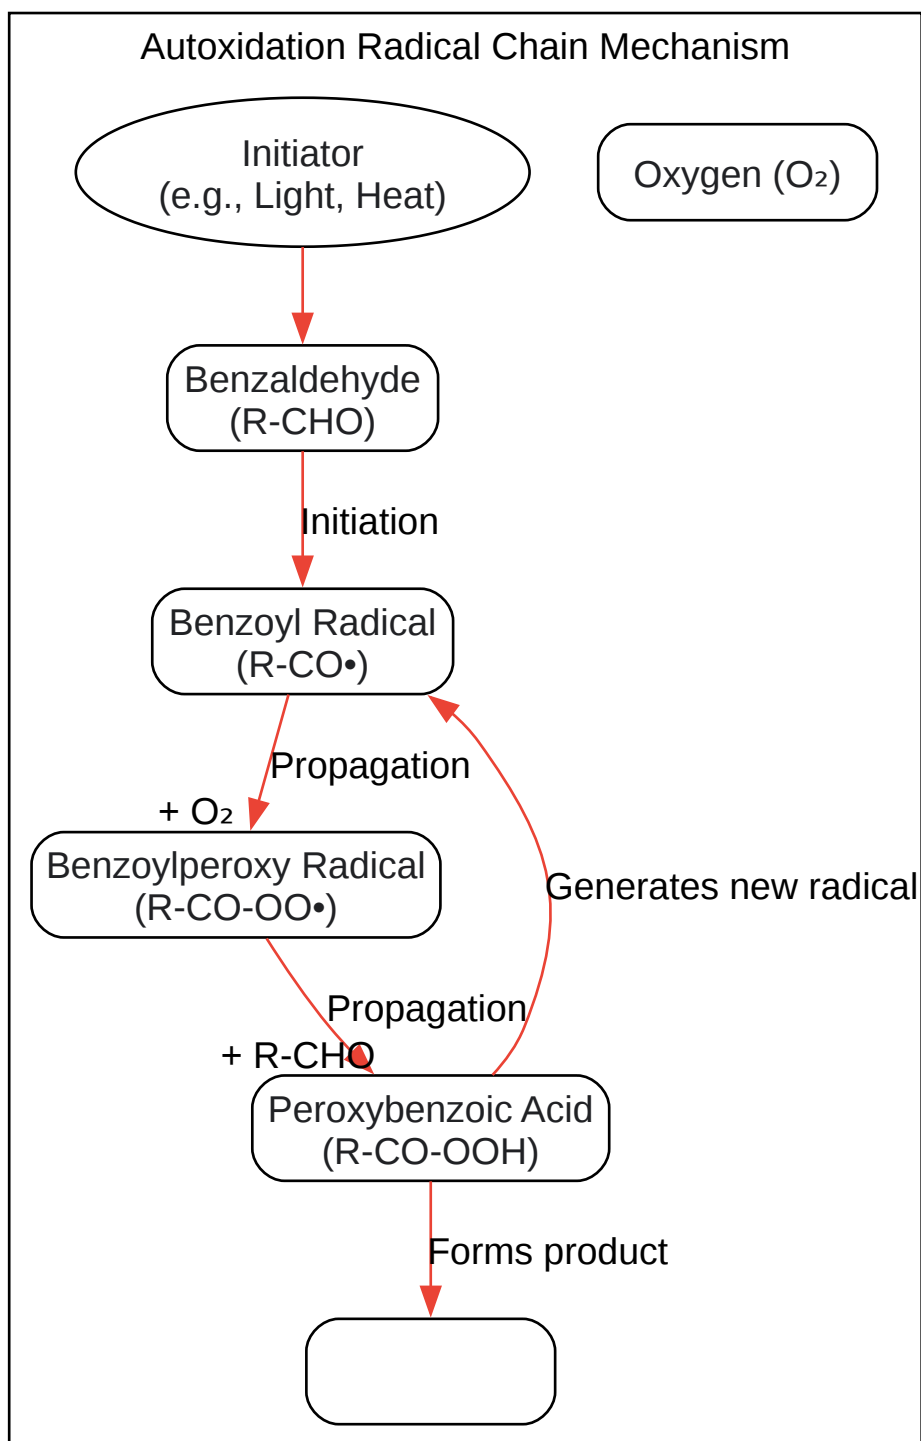 Autoxidation Radical Chain Mechanism
Initiator
(e.g., Light, Heat)
Oxygen (O₂)
Benzaldehyde
(R-CHO)
Initiation
Benzoyl Radical
(R-CO•)
Propagation
+ O₂
Benzoylperoxy Radical
(R-CO-OO•)
Generates new radical
Propagation
+ R-CHO
Peroxybenzoic Acid
(R-CO-OOH)
Forms product